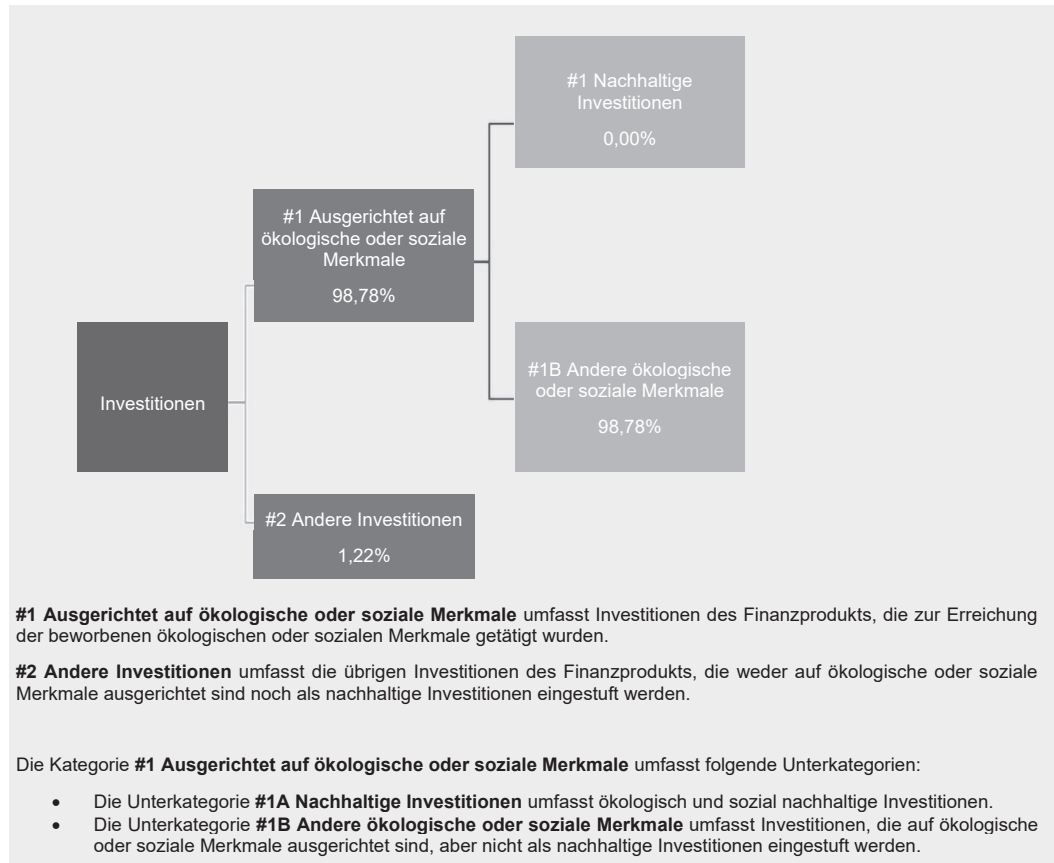 #1 Nachhaltige
Investitionen
0,00%
#1 Ausgerichtet auf
ökologische oder soziale
Merkmale
98,78%
#1B Andere ökologische
oder soziale Merkmale
98,78%
Investitionen
#2 Andere Investitionen
1,22%
#1 Ausgerichtet auf ökologische oder soziale Merkmale umfasst Investitionen des Finanzprodukts, die zur Erreichung
der beworbenen ökologischen oder sozialen Merkmale getätigt wurden.
#2 Andere Investitionen umfasst die übrigen Investitionen des Finanzprodukts, die weder auf ökologische oder soziale
Merkmale ausgerichtet sind noch als nachhaltige Investitionen eingestuft werden.
Die Kategorie #1 Ausgerichtet auf ökologische oder soziale Merkmale umfasst folgende Unterkategorien:
• Die Unterkategorie #1A Nachhaltige Investitionen umfasst ökologisch und sozial nachhaltige Investitionen.
• Die Unterkategorie #1B Andere ökologische oder soziale Merkmale umfasst Investitionen, die auf ökologische
oder soziale Merkmale ausgerichtet sind, aber nicht als nachhaltige Investitionen eingestuft werden.